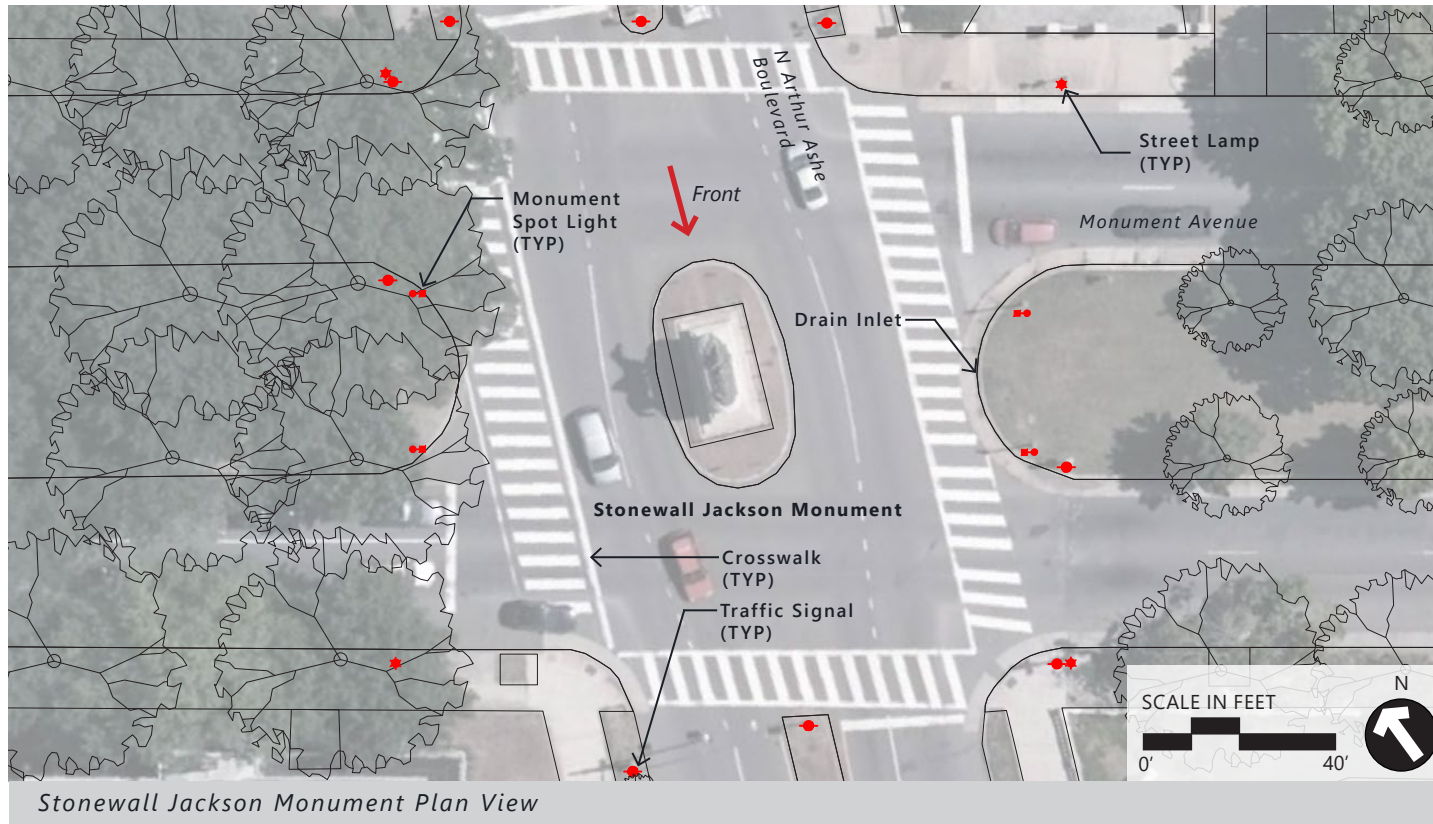 N Arthur Ashe
Boulevard
Street Lamp
(TYP)
Monument
Spot Light
(TYP)
Front
Monument Avenue
Drain Inlet
Stonewall Jackson Monument
Crosswalk
(TYP)
Traffic Signal
(TYP)
SCALE IN FEET
0'
40'
N
Stonewall Jackson Monument Plan View